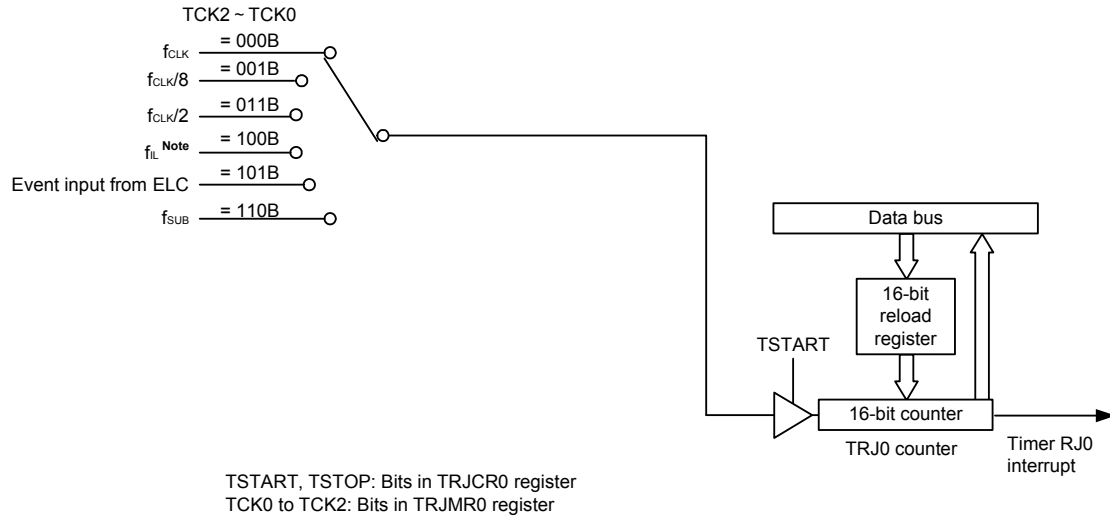 TCK2 ~ TCK0
fCLK = 000B
fCLK/8 = 001B
fCLK/2 = 011B
fIL Note = 100B
Event input from ELC = 101B
fSUB = 110B
Data bus
16-bit
reload
register
TSTART
16-bit counter
TRJ0 counter
Timer RJ0
interrupt
TSTART, TSTOP: Bits in TRJCR0 register
TCK0 to TCK2: Bits in TRJMR0 register